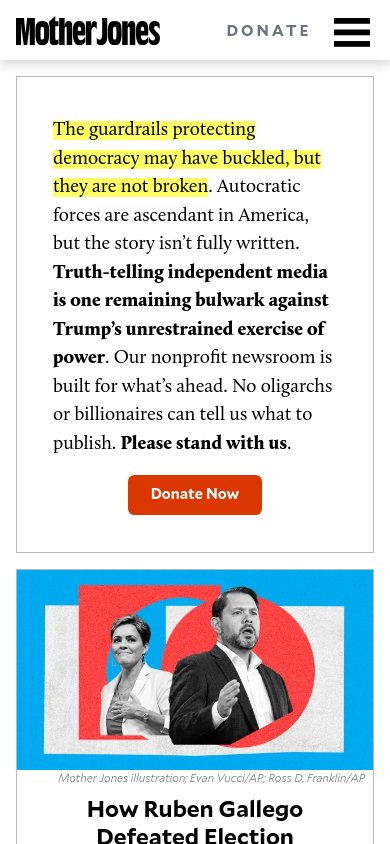 Mother Jones
DONATE
The guardrails protecting
democracy may have buckled, but
they are not broken. Autocratic
forces are ascendant in America,
but the story isn’t fully written.
Truth-telling independent media
is one remaining bulwark against
Trump’s unrestrained exercise of
power. Our nonprofit newsroom is
built for what’s ahead. No oligarchs
or billionaires can tell us what to
publish. Please stand with us.
Donate Now
Mother Jones illustration; Evan Vucci/AP; Ross D. Franklin/AP
How Ruben Gallego
Defeated Election